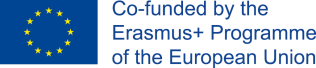 Co-funded by the
Erasmus+ Programme
of the European Union